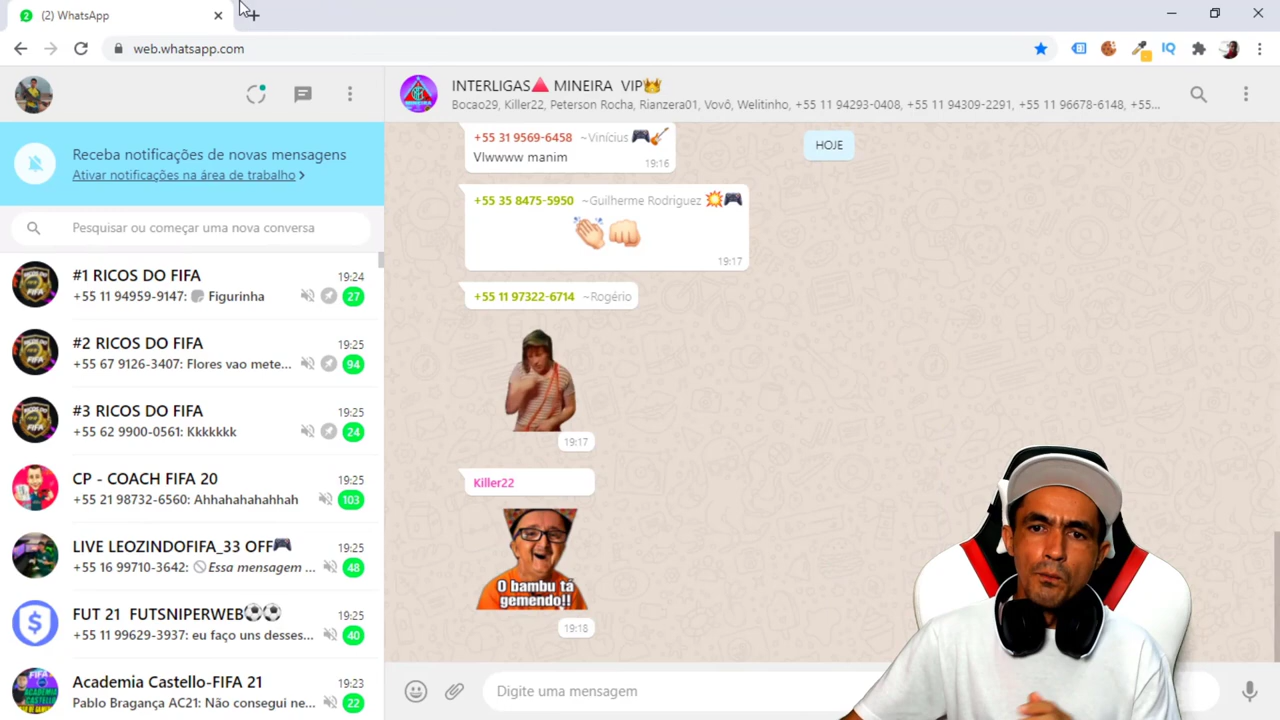 (2) WhatsApp
web.whatsapp.com
Receba notificações de novas mensagens
Ativar notificações na área de trabalho
Pesquisar ou começar uma nova conversa
#1 RICOS DO FIFA 19:24
+55 11 94959-9147: Figurinha 27
#2 RICOS DO FIFA 19:25
+55 67 9126-3407: Flores vao mete... 94
#3 RICOS DO FIFA 19:25
+55 62 9900-0561: Kkkkkkk 24
CP - COACH FIFA 20 19:25
+55 21 98732-6560: Ahhahahahahhah 103
LIVE LEOZINDOFIFA_33 OFF🎮 19:25
+55 16 99710-3642: Essa mensagem ... 48
FUT 21 FUTSNIPERWEB⚽⚽ 19:25
+55 11 99629-3937: eu faço uns desses... 40
Academia Castello-FIFA 21 19:23
Pablo Bragança AC21: Não consegui ne... 22
INTERLIGAS🔺 MINEIRA VIP👑
Bocao29, Killer22, Peterson Rocha, Rianzera01, Vovô, Welitinho, +55 11 94293-0408, +55 11 94309-2291, +55 11 96678-6148, +55...
HOJE
+55 31 9569-6458 ~Vinícius 🎮🎸
Vlwwww manim 19:16
+55 35 8475-5950 ~Guilherme Rodriguez 💥🎮
👏🏻👊🏻
19:17
+55 11 97322-6714 ~Rogério
19:17
Killer22
O bambu tá
gemendo!!
19:18
Digite uma mensagem